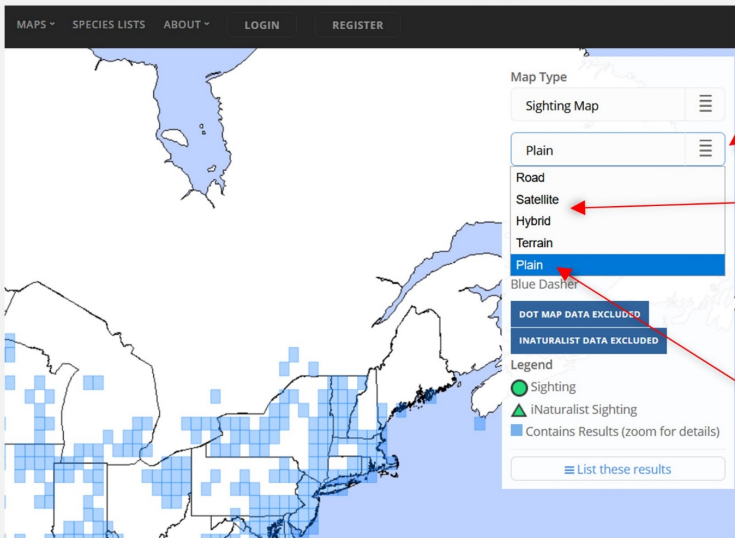 MAPS SPECIES LISTS ABOUT LOGIN REGISTER
Map Type
Sighting Map
Plain
Road
Satellite
Hybrid
Terrain
Plain
Blue Dasher
DOT MAP DATA EXCLUDED
INATURALIST DATA EXCLUDED
Legend
Sighting
iNaturalist Sighting
Contains Results (zoom for details)
List these results